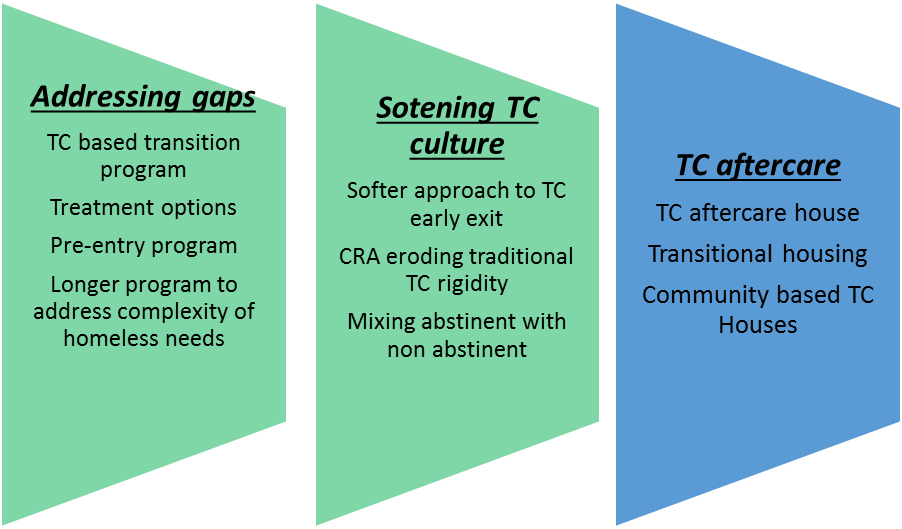 Addressing gaps
TC based transition
program
Treatment options
Pre-entry program
Longer program to
address complexity of
homeless needs
Sotening TC
culture
Softer approach to TC
early exit
CRA eroding traditional
TC rigidity
Mixing abstinent with
non abstinent
TC aftercare
TC aftercare house
Transitional housing
Community based TC
Houses